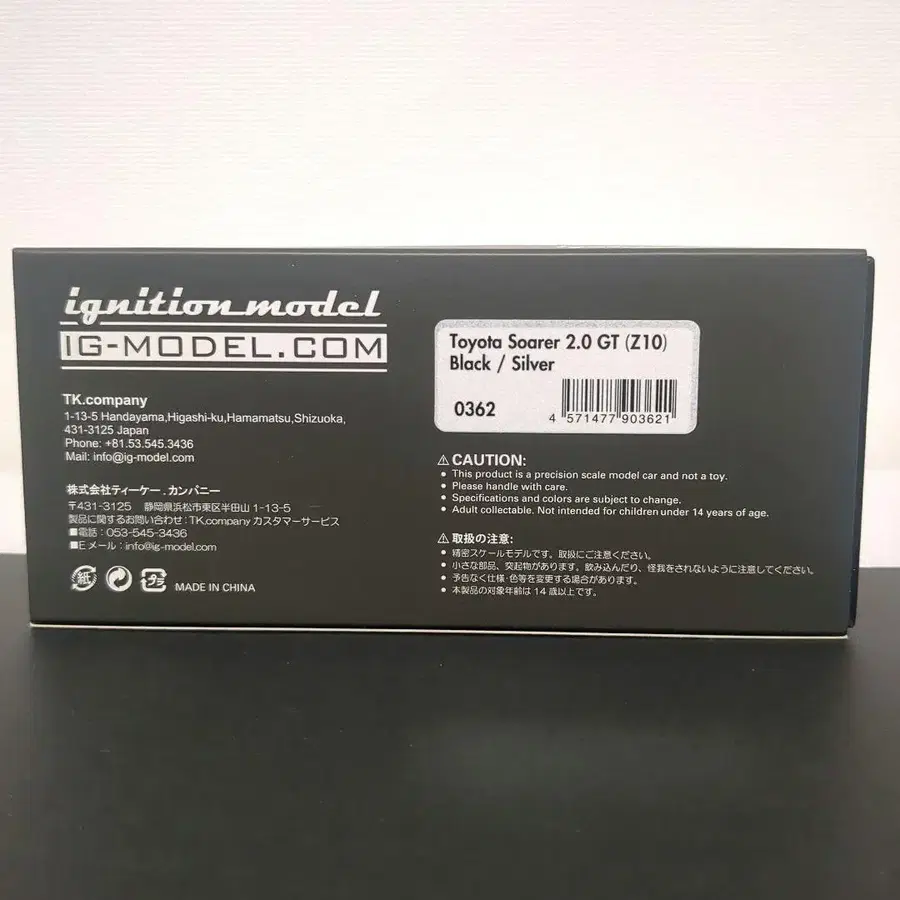 ignition model
IG-MODEL.COM
TK.company
1-13-5 Handayama,Higashi-ku,Hamamatsu,Shizuoka,
431-3125 Japan
Phone: +81.53.545.3436
Mail: info@ig-model.com
株式会社ティーケー.カンパニー
〒431-3125 静岡県浜松市東区半田山 1-13-5
製品に関するお問い合わせ:TK.company カスタマーサービス
■電話:053-545-3436
■Eメール:info@ig-model.com
紙
タミ
MADE IN CHINA
Toyota Soarer 2.0 GT (Z10)
Black / Silver
0362
4 571477 903621
⚠CAUTION:
• This product is a precision scale model car and not a toy.
• Please handle with care.
• Specifications and colors are subject to change.
• Adult collectable. Not intended for children under 14 years of age.
⚠取扱の注意:
• 精密スケールモデルです。取扱にご注意ください。
• 小さな部品、突起物があります。飲み込んだり、怪我をされないように注意してください。
• 予告なく仕様・色等を変更する場合があります。
• 本製品の対象年齢は14歳以上です。